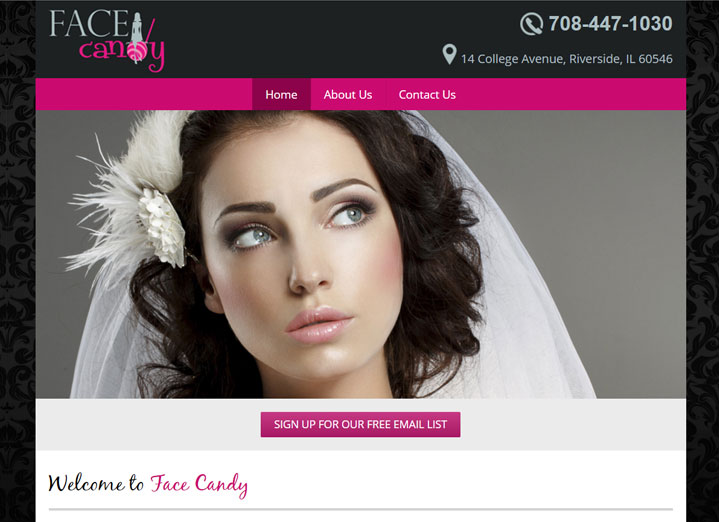 FACE
candy
708-447-1030
14 College Avenue, Riverside, IL 60546
Home About Us Contact Us
SIGN UP FOR OUR FREE EMAIL LIST
Welcome to Face Candy